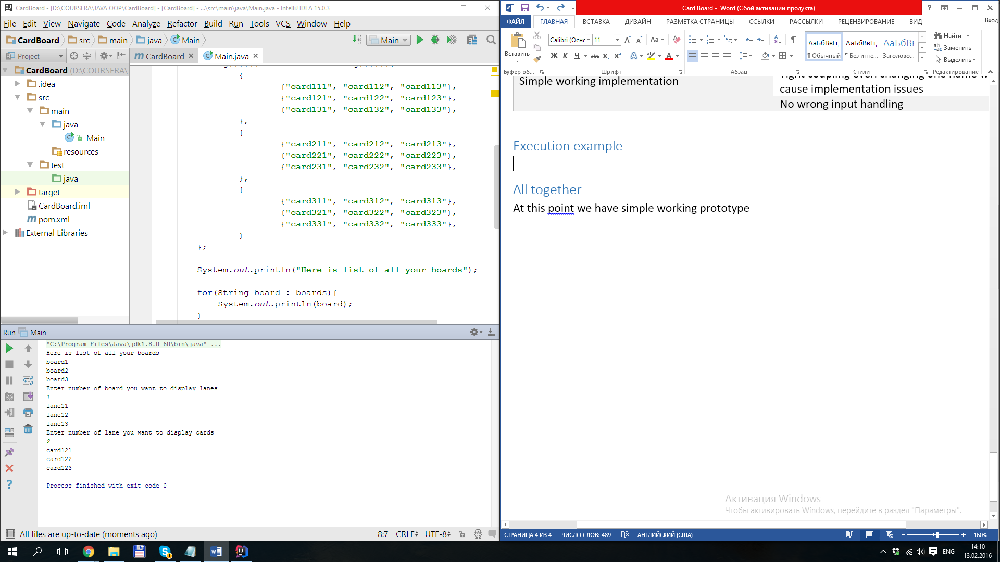 CardBoard - [D:\COURSERA\JAVA OOP\CardBoard] - [CardBoard] - ...\src\main\java\Main.java - IntelliJ IDEA 15.0.3
File Edit View Navigate Code Analyze Refactor Build Run Tools VCS Window Help
CardBoard src main java Main
Main
Project
CardBoard
Main.java
CardBoard (D:\COURSERA\
.idea
src
main
java
Main
resources
test
java
target
CardBoard.iml
pom.xml
External Libraries
{
{"card111", "card112", "card113"},
{"card121", "card122", "card123"},
{"card131", "card132", "card133"},
},
{
{"card211", "card212", "card213"},
{"card221", "card222", "card223"},
{"card231", "card232", "card233"},
},
{
{"card311", "card312", "card313"},
{"card321", "card322", "card323"},
{"card331", "card332", "card333"},
}
};
System.out.println("Here is list of all your boards");
for(String board : boards){
System.out.println(board);
}
Run Main
"C:\Program Files\Java\jdk1.8.0_60\bin\java" ...
Here is list of all your boards
board1
board2
board3
Enter number of board you want to display lanes
1
lane11
lane12
lane13
Enter number of lane you want to display cards
2
card121
card122
card123
Process finished with exit code 0
All files are up-to-date (moments ago)
8:7 CRLF UTF-8
Card Board - Word (Сбой активации продукта)
ФАЙЛ ГЛАВНАЯ ВСТАВКА ДИЗАЙН РАЗМЕТКА СТРАНИЦЫ ССЫЛКИ РАССЫЛКИ РЕЦЕНЗИРОВАНИЕ ВИД Вход
Вставить
Calibri (Оснс 11
Ж К Ч abc x₂ x²
АаБбВвГг, АаБбВвГг, АаБбВв
¶ Обычный ¶ Без инте... Заголово...
Найти
Заменить
Выделить
Буфер об... Шрифт Абзац Стили Редактирование
Simple working implementation
cause implementation issues
No wrong input handling
Execution example
All together
At this point we have simple working prototype
Активация Windows
Чтобы активировать Windows, перейдите в раздел "Параметры".
СТРАНИЦА 4 ИЗ 4 ЧИСЛО СЛОВ: 489 АНГЛИЙСКИЙ (США) 160%
ENG
14:10
13.02.2016